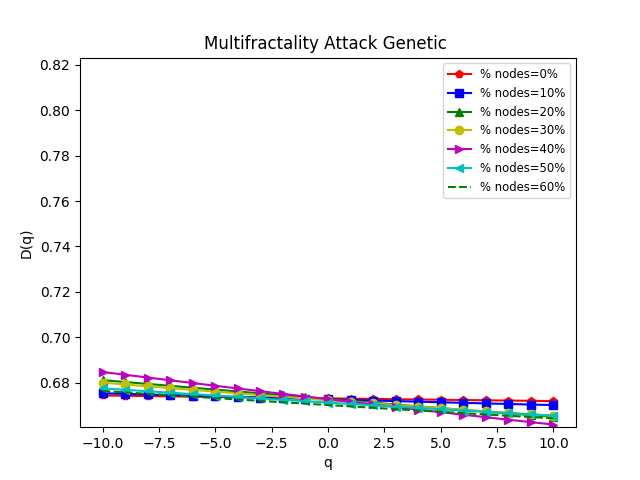 Multifractality Attack Genetic
0.82
0.80
0.78
0.76
0.74
0.72
0.70
0.68
D(q)
% nodes=0%
% nodes=10%
% nodes=20%
% nodes=30%
% nodes=40%
% nodes=50%
% nodes=60%
−10.0 −7.5 −5.0 −2.5 0.0 2.5 5.0 7.5 10.0
q